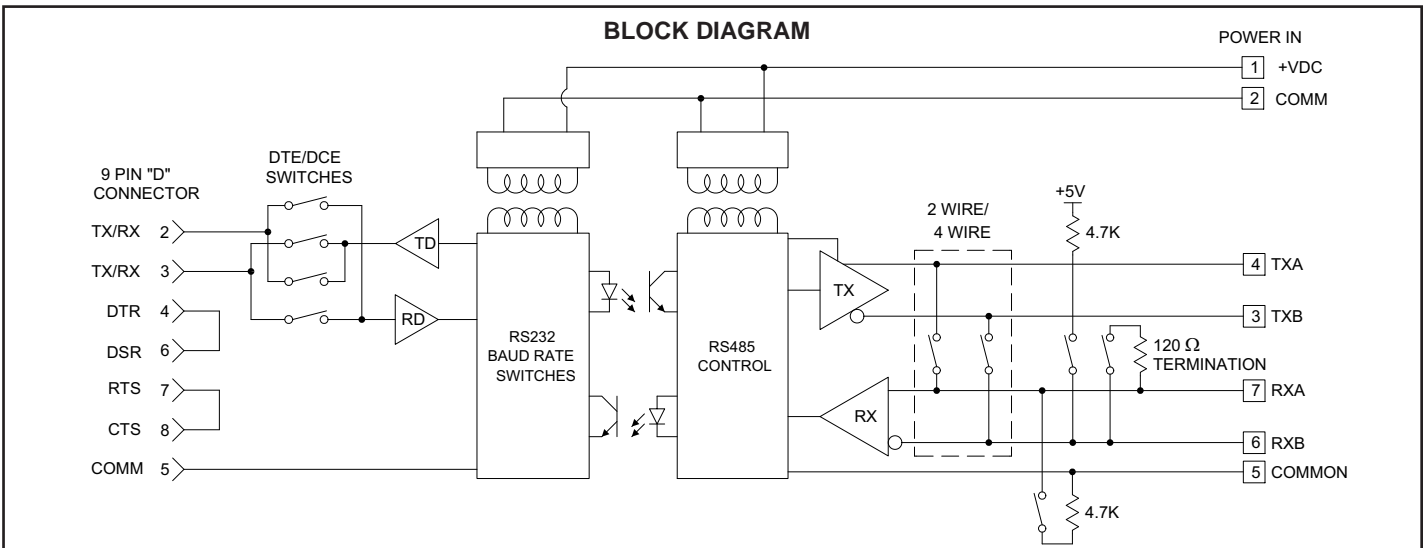 BLOCK DIAGRAM
POWER IN
1 +VDC
2 COMM
9 PIN "D"
CONNECTOR
DTE/DCE
SWITCHES
TX/RX 2
TX/RX 3
DTR 4
DSR 6
RTS 7
CTS 8
COMM 5
TD
RD
RS232
BAUD RATE
SWITCHES
RS485
CONTROL
TX
RX
2 WIRE/
4 WIRE
+5V
4.7K
120 Ω
TERMINATION
4 TXA
3 TXB
7 RXA
6 RXB
5 COMMON
4.7K